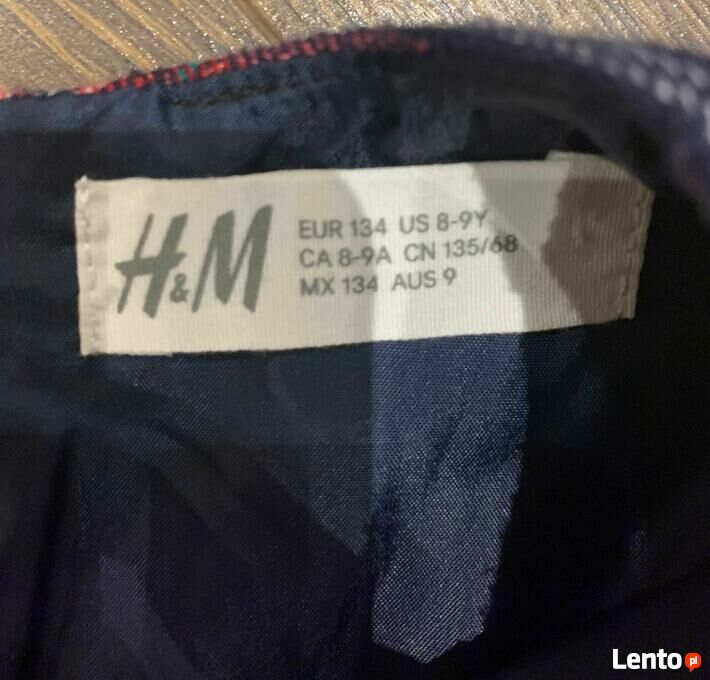 H&M
EUR 134 US 8-9Y
CA 8-9A CN 135/68
MX 134 AUS 9
Lento pl